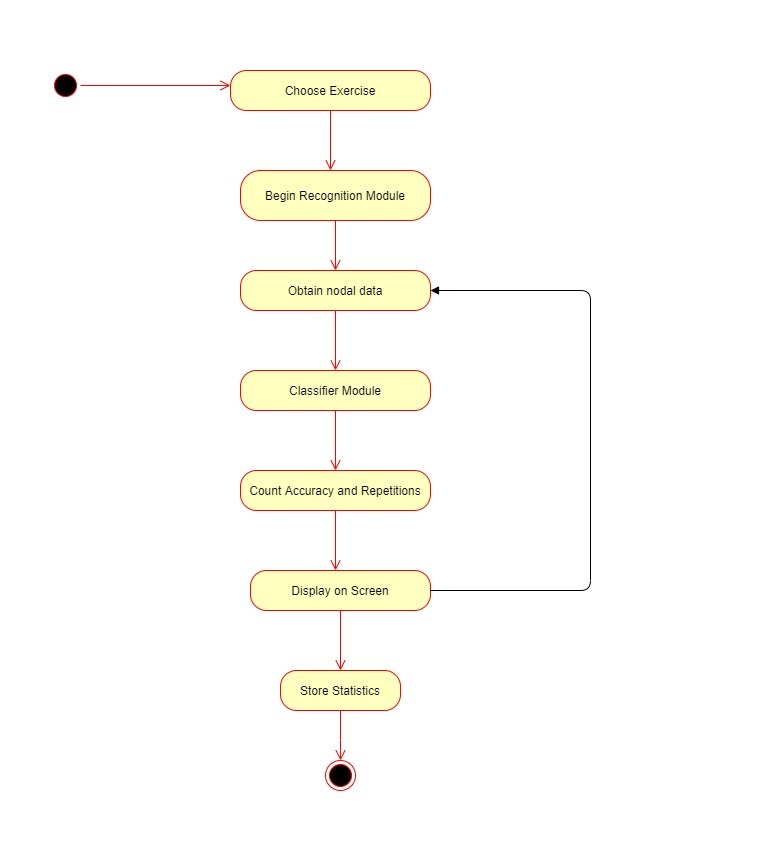 Choose Exercise
Begin Recognition Module
Obtain nodal data
Classifier Module
Count Accuracy and Repetitions
Display on Screen
Store Statistics